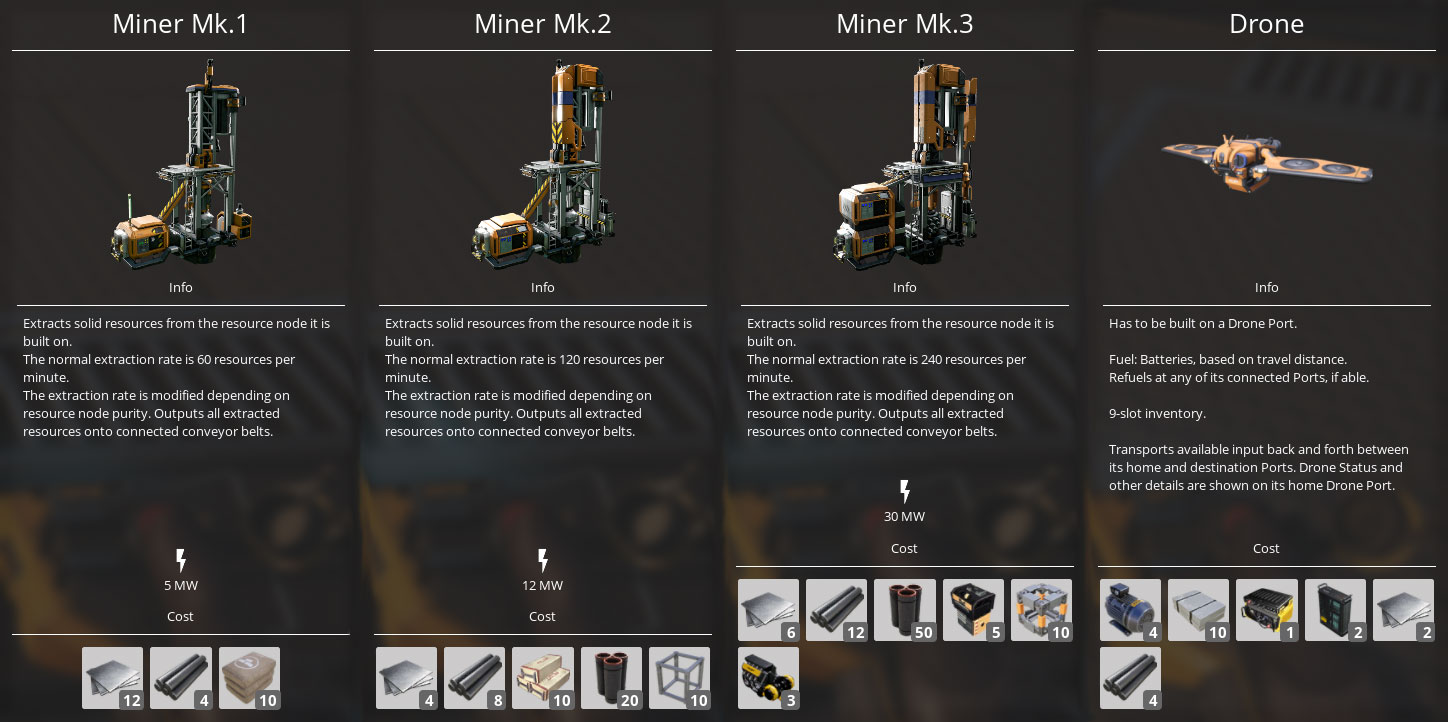 Miner Mk.1
Info
Extracts solid resources from the resource node it is
built on.
The normal extraction rate is 60 resources per
minute.
The extraction rate is modified depending on
resource node purity. Outputs all extracted
resources onto connected conveyor belts.
5 MW
Cost
12
4
10
Miner Mk.2
Info
Extracts solid resources from the resource node it is
built on.
The normal extraction rate is 120 resources per
minute.
The extraction rate is modified depending on
resource node purity. Outputs all extracted
resources onto connected conveyor belts.
12 MW
Cost
4
8
10
20
10
Miner Mk.3
Info
Extracts solid resources from the resource node it is
built on.
The normal extraction rate is 240 resources per
minute.
The extraction rate is modified depending on
resource node purity. Outputs all extracted
resources onto connected conveyor belts.
30 MW
Cost
6
12
50
5
10
3
Drone
Info
Has to be built on a Drone Port.
Fuel: Batteries, based on travel distance.
Refuels at any of its connected Ports, if able.
9-slot inventory.
Transports available input back and forth between
its home and destination Ports. Drone Status and
other details are shown on its home Drone Port.
Cost
4
10
1
2
2
4